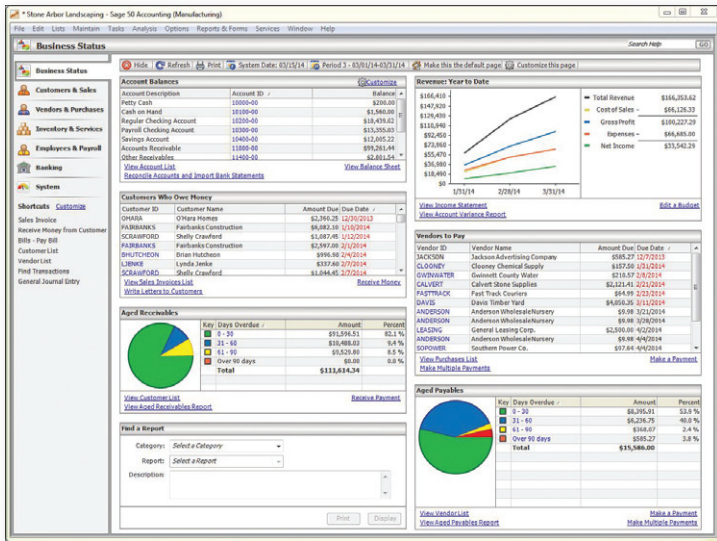 * Stone Arbor Landscaping - Sage 50 Accounting (Manufacturing)
File Edit Lists Maintain Tasks Analysis Options Reports & Forms Services Window Help
Business Status
Search Help
GO
Business Status
Customers & Sales
Vendors & Purchases
Inventory & Services
Employees & Payroll
Banking
System
Shortcuts Customize
Sales Invoice
Receive Money from Customer
Bills - Pay Bill
Customer List
Vendor List
Find Transactions
General Journal Entry
Hide Refresh Print System Date: 03/15/14 Period 3 - 03/01/14-03/31/14 Make this the default page Customize this page
Account Balances
Customize
Account Description Account ID / Balance
Petty Cash 10000-00 $200.00
Cash on Hand 10100-00 $1,560.00
Regular Checking Account 10200-00 $18,439.62
Payroll Checking Account 10300-00 $13,355.03
Savings Account 10400-00 $12,005.22
Accounts Receivable 11000-00 $99,261.44
Other Receivables 11400-00 $2,801.54
View Account List View Balance Sheet
Reconcile Accounts and Import Bank Statements
Customers Who Owe Money
Customer ID Customer Name Amount Due Due Date /
OHARA O'Hara Homes $2,360.25 12/30/2013
FAIRBANKS Fairbanks Construction $6,082.16 1/10/2014
SCRAWFORD Shelly Crawford $1,087.45 1/12/2014
FAIRBANKS Fairbanks Construction $2,597.00 2/1/2014
BHUTCHEON Brian Hutcheon $996.98 2/4/2014
LJENKE Lynda Jenke $337.60 2/7/2014
SCRAWFORD Shelly Crawford $1,044.45 2/7/2014
View Sales Invoices List Receive Money
Write Letters to Customers
Aged Receivables
Key Days Overdue / Amount Percent
0 - 30 $91,596.51 82.1 %
31 - 60 $10,488.03 9.4 %
61 - 90 $9,529.80 8.5 %
Over 90 days $0.00 0.0 %
Total $111,614.34
View Customer List Receive Payment
View Aged Receivables Report
Find a Report
Category: Select a Category
Report: Select a Report
Description:
Print Display
Revenue: Year to Date
$166,410
$147,920
$129,430
$110,940
$92,450
$73,960
$55,470
$36,980
$18,490
$0
1/31/14 2/28/14 3/31/14
Total Revenue $166,353.62
Cost of Sales - $66,126.33
Gross Profit $100,227.29
Expenses - $66,685.00
Net Income $33,542.29
View Income Statement Edit a Budget
View Account Variance Report
Vendors to Pay
Vendor ID Vendor Name Amount Due Due Date /
JACKSON Jackson Advertising Company $585.27 12/7/2013
CLOONEY Clooney Chemical Supply $157.50 1/31/2014
GWINWATER Gwinnett County Water $210.57 2/8/2014
CALVERT Calvert Stone Supplies $2,121.41 2/21/2014
FASTTRACK Fast Track Couriers $64.99 2/23/2014
DAVIS Davis Timber Yard $4,050.35 3/11/2014
ANDERSON Anderson Wholesale Nursery $9.98 3/21/2014
ANDERSON Anderson Wholesale Nursery $9.98 3/28/2014
LEASING General Leasing Corp. $2,500.00 4/2/2014
ANDERSON Anderson Wholesale Nursery $9.98 4/4/2014
SOPOWER Southern Power Co. $97.64 4/4/2014
View Purchases List Make a Payment
Make Multiple Payments
Aged Payables
Key Days Overdue / Amount Percent
0 - 30 $8,395.91 53.9 %
31 - 60 $6,236.75 40.0 %
61 - 90 $368.07 2.4 %
Over 90 days $585.27 3.8 %
Total $15,586.00
View Vendor List Make a Payment
View Aged Payables Report Make Multiple Payments